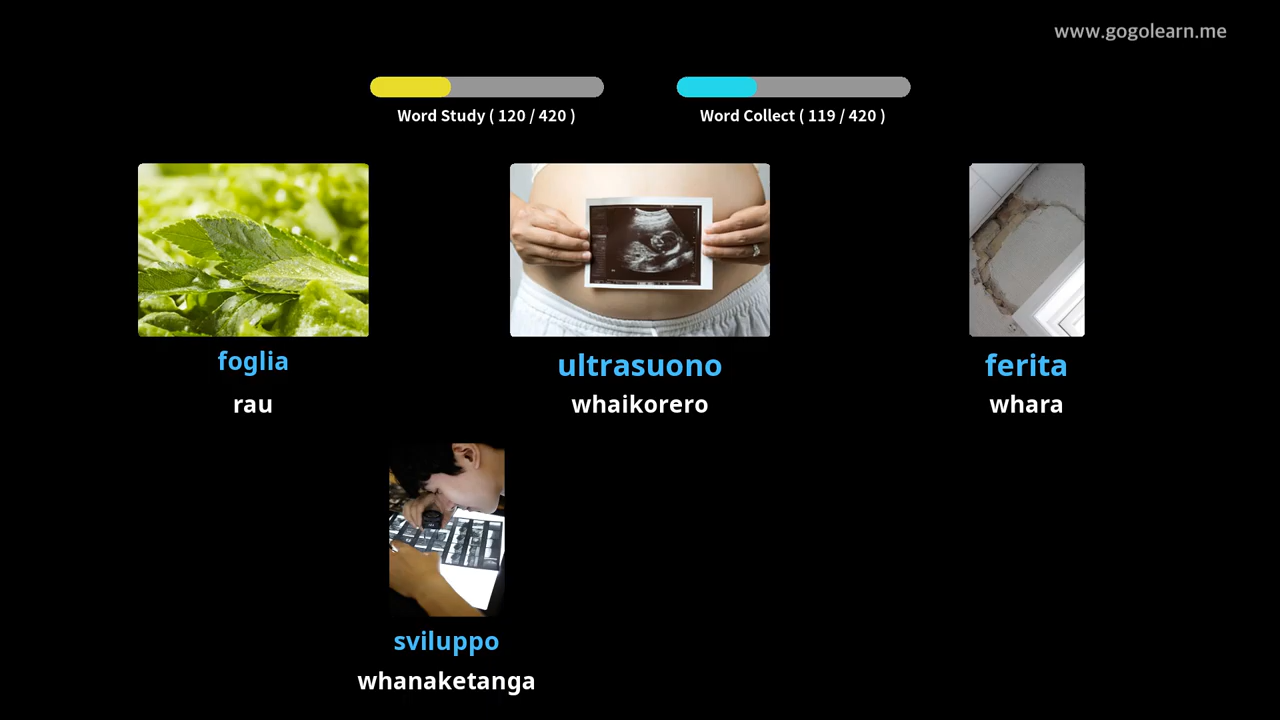 www.gogolearn.me
Word Study ( 120 / 420 )
Word Collect ( 119 / 420 )
foglia
rau
ultrasuono
whaikorero
ferita
whara
sviluppo
whanaketanga